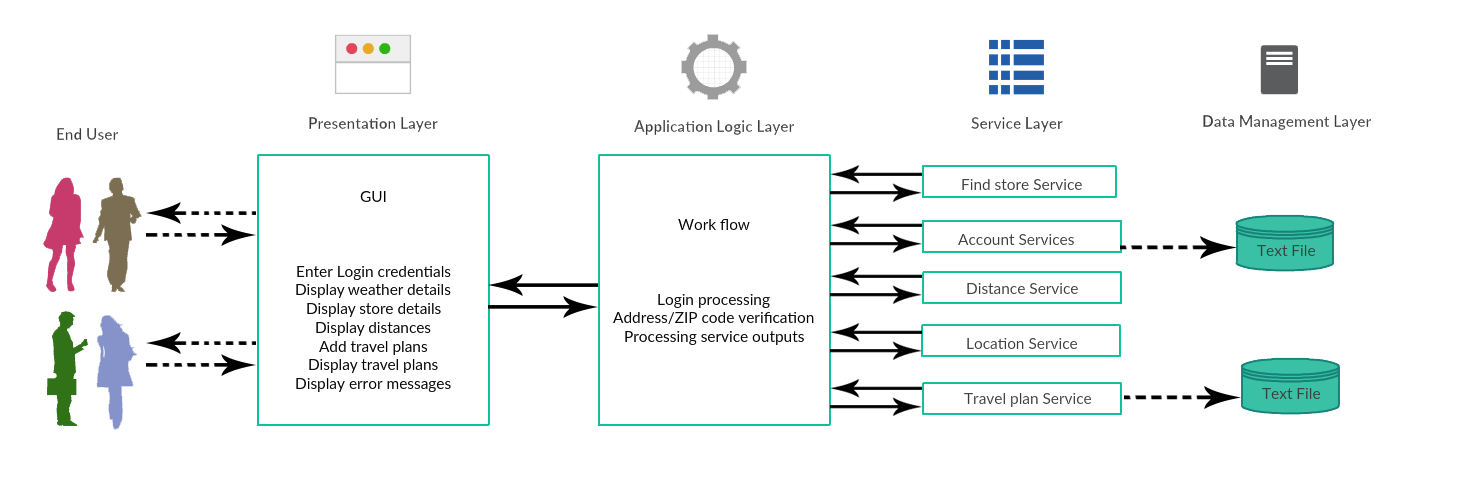 End User
Presentation Layer
Application Logic Layer
Service Layer
Data Management Layer
GUI
Enter Login credentials
Display weather details
Display store details
Display distances
Add travel plans
Display travel plans
Display error messages
Work flow
Login processing
Address/ZIP code verification
Processing service outputs
Find store Service
Account Services
Distance Service
Location Service
Travel plan Service
Text File
Text File